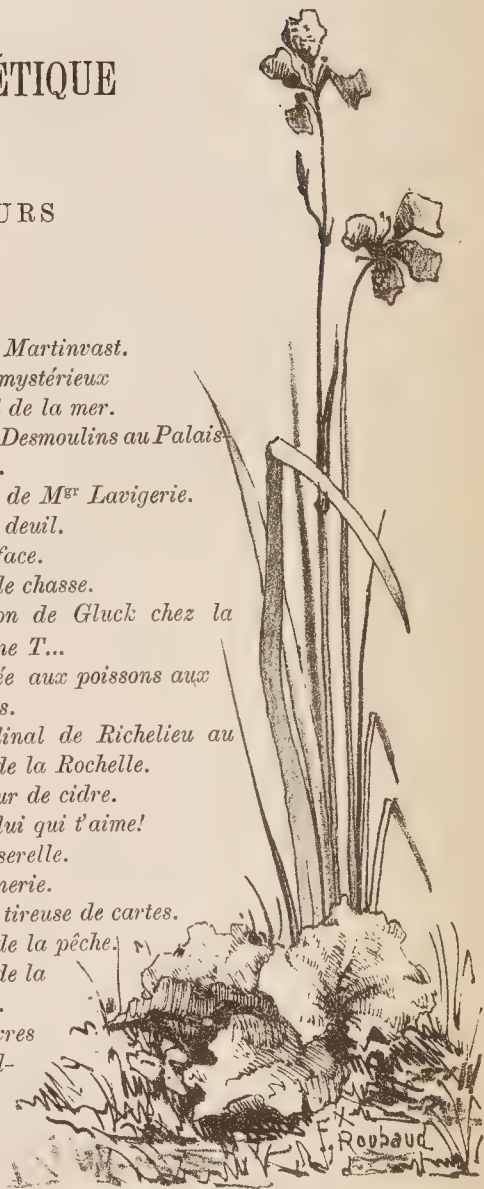 ÉTIQUE
URS
Martinvast.
mystérieux
de la mer.
Desmoulins au Palais-
.
de Mgr Lavigerie.
deuil.
face.
de chasse.
on de Gluck chez la
ne T...
ée aux poissons aux
s.
dinal de Richelieu au
de la Rochelle.
ur de cidre.
lui qui t'aime!
serelle.
nerie.
tireuse de cartes.
de la pêche.
de la
.
vres
l-
F. Roubaud